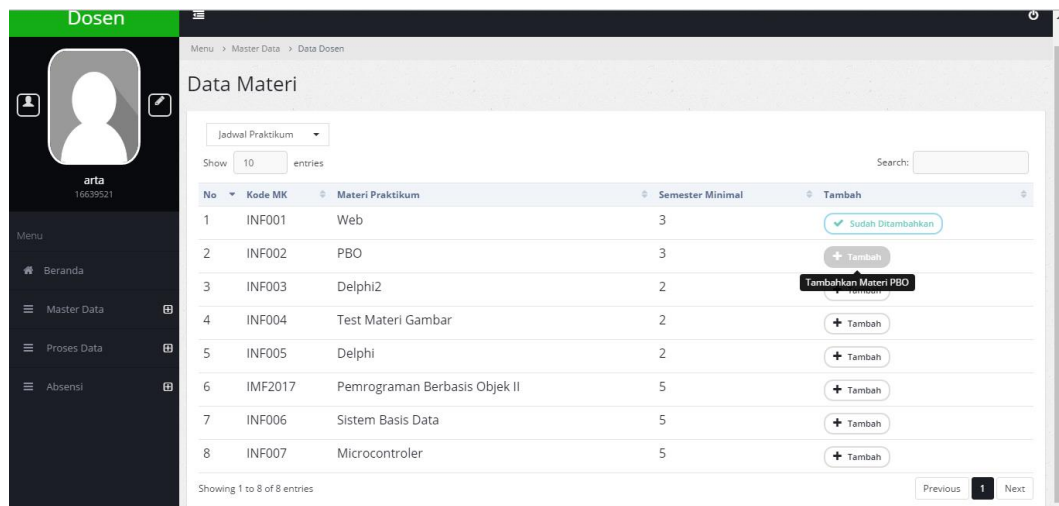 Dosen
Menu > Master Data > Data Dosen
Data Materi
arta
16639521
Menu
Beranda
Master Data
Proses Data
Absensi
Jadwal Praktikum
Show 10 entries
Search:
No Kode MK Materi Praktikum Semester Minimal Tambah
1 INF001 Web 3 Sudah Ditambahkan
2 INF002 PBO 3 + Tambah
Tambahkan Materi PBO
3 INF003 Delphi2 2 + Tambah
4 INF004 Test Materi Gambar 2 + Tambah
5 INF005 Delphi 2 + Tambah
6 IMF2017 Pemrograman Berbasis Objek II 5 + Tambah
7 INF006 Sistem Basis Data 5 + Tambah
8 INF007 Microcontroler 5 + Tambah
Showing 1 to 8 of 8 entries
Previous 1 Next